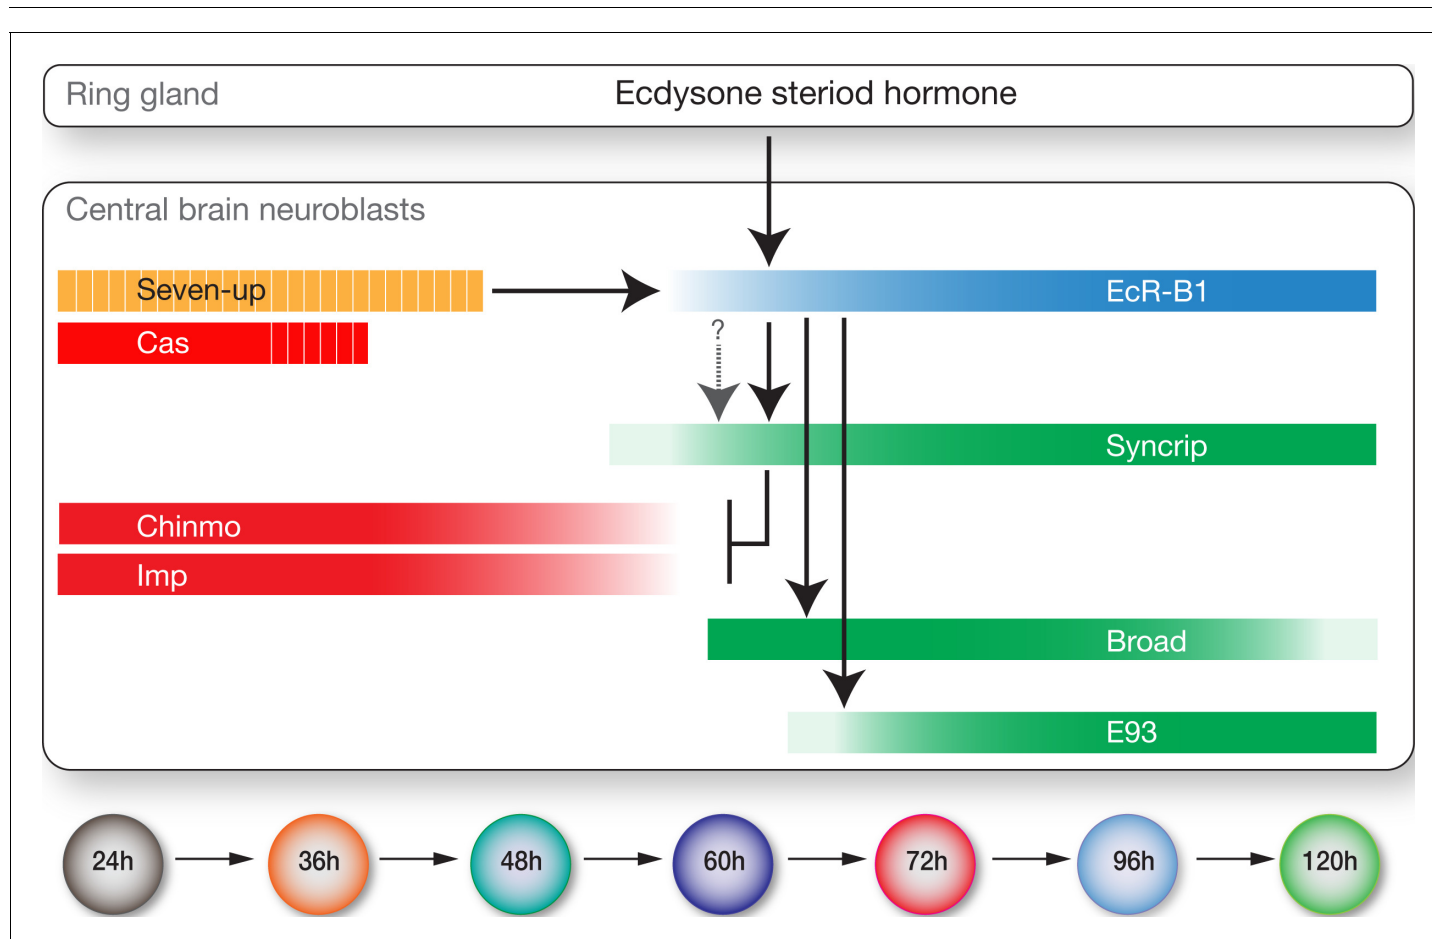 Ring gland
Ecdysone steriod hormone
Central brain neuroblasts
Seven-up
EcR-B1
Cas
?
Syncrip
Chinmo
Imp
Broad
E93
24h
36h
48h
60h
72h
96h
120h